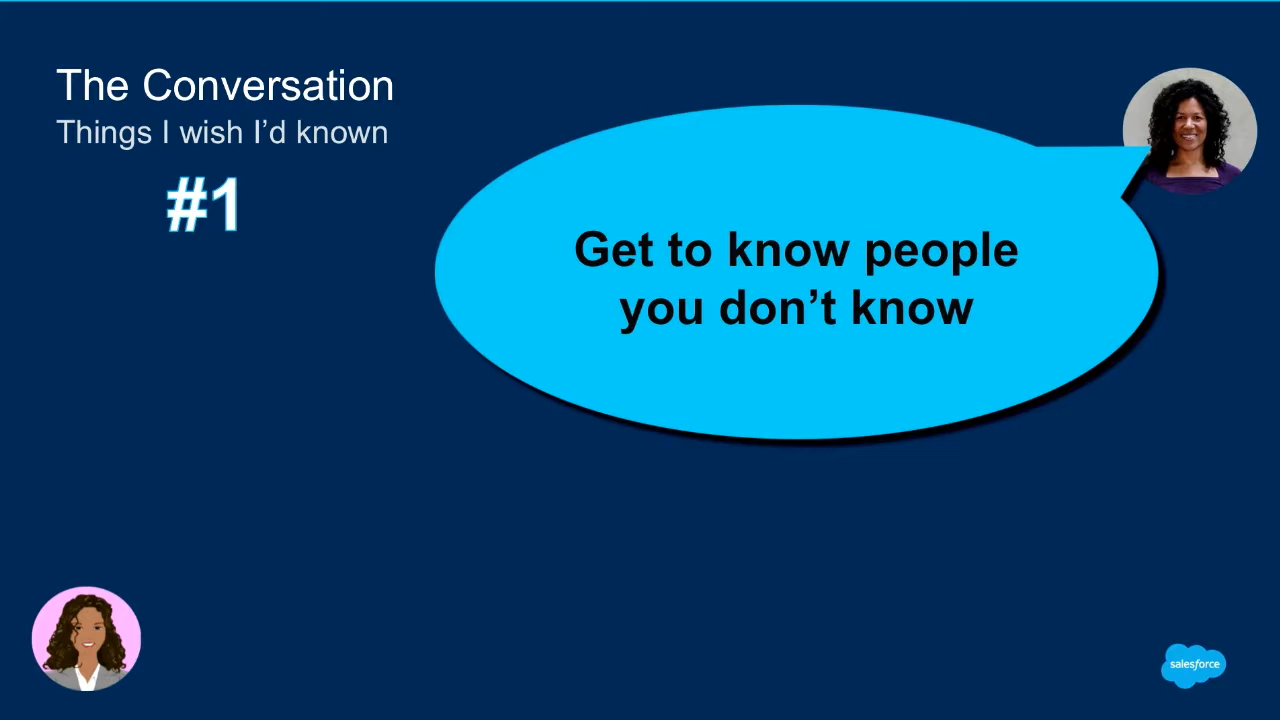 The Conversation
Things I wish I’d known
#1
Get to know people
you don’t know
salesforce